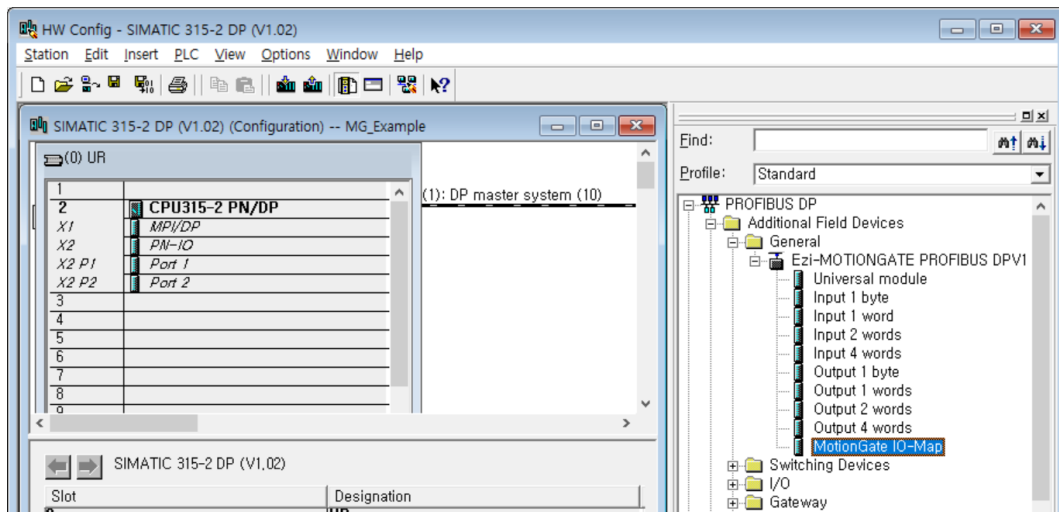 HW Config - SIMATIC 315-2 DP (V1.02)
Station Edit Insert PLC View Options Window Help
SIMATIC 315-2 DP (V1.02) (Configuration) -- MG_Example
(0) UR
1
2 CPU315-2 PN/DP
X1 MPI/DP
X2 PN-IO
X2 P1 Port 1
X2 P2 Port 2
3
4
5
6
7
8
9
(1): DP master system (10)
SIMATIC 315-2 DP (V1.02)
Slot Designation
Find:
Profile: Standard
PROFIBUS DP
Additional Field Devices
General
Ezi-MOTIONGATE PROFIBUS DPV1
Universal module
Input 1 byte
Input 1 word
Input 2 words
Input 4 words
Output 1 byte
Output 1 words
Output 2 words
Output 4 words
MotionGate IO-Map
Switching Devices
I/O
Gateway